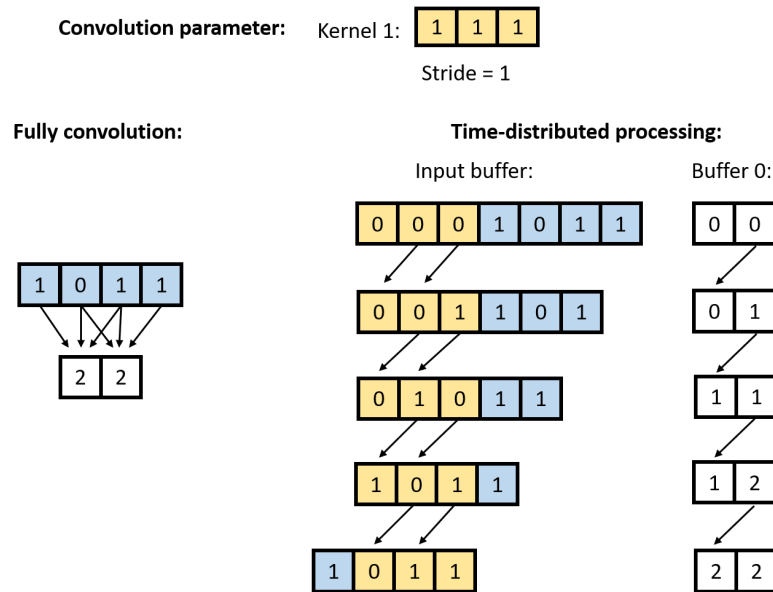 Convolution parameter: Kernel 1: 1 1 1
Stride = 1
Fully convolution: Time-distributed processing:
Input buffer: Buffer 0:
0 0 0 1 0 1 1 0 0
1 0 1 1
0 0 1 1 0 1 0 1
2 2
0 1 0 1 1 1 1
1 0 1 1 1 2
1 0 1 1 2 2